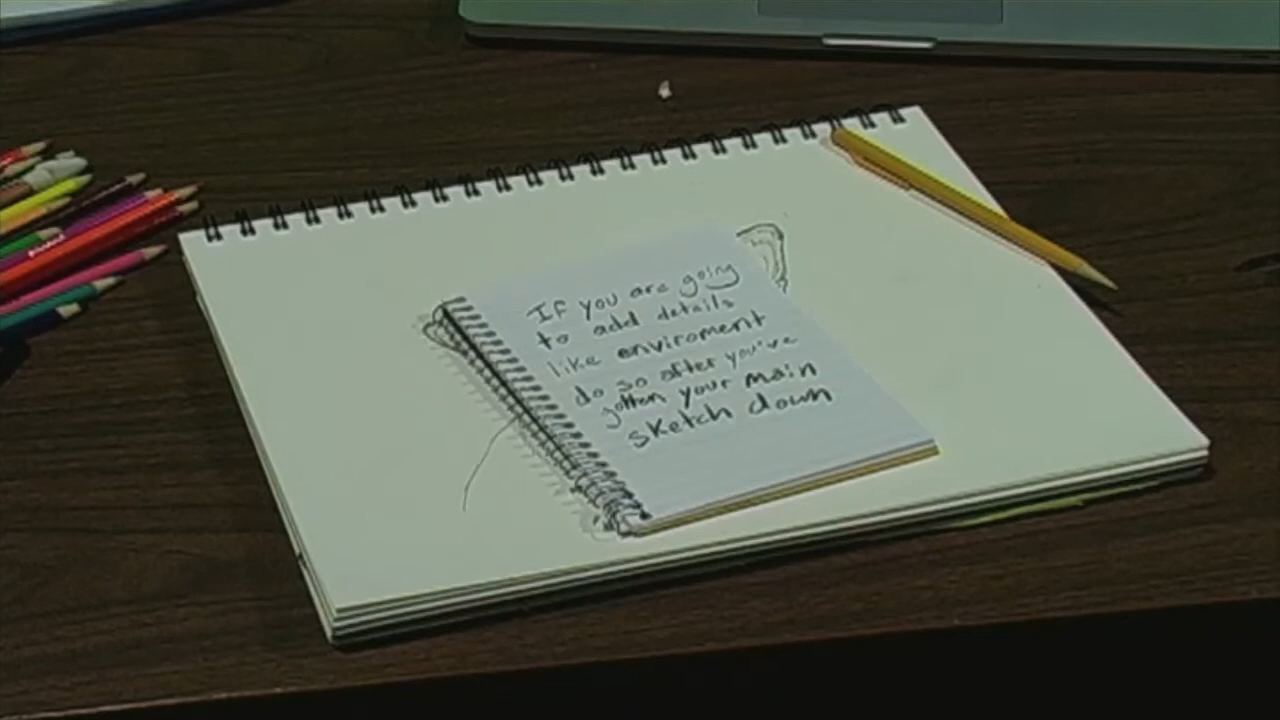 If you are going
to add details
like enviroment
do so after you've
gotten your main
sketch down